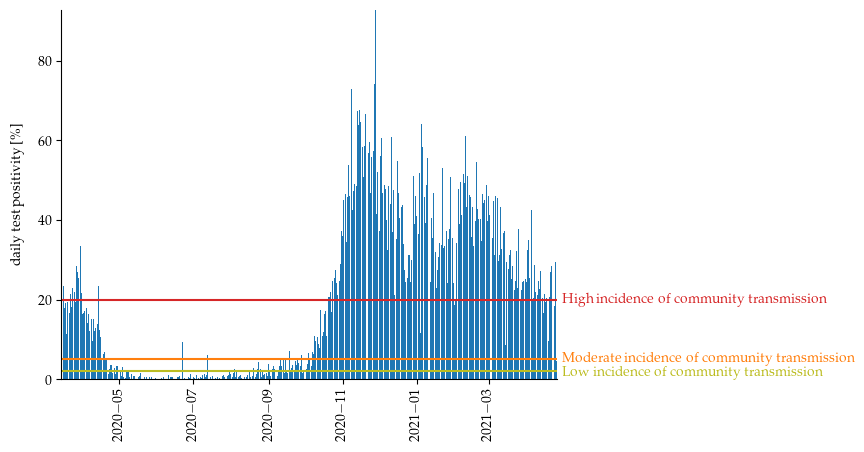 daily test positivity [%]
80
60
40
20
0
High incidence of community transmission
Moderate incidence of community transmission
Low incidence of community transmission
2020−05
2020−07
2020−09
2020−11
2021−01
2021−03